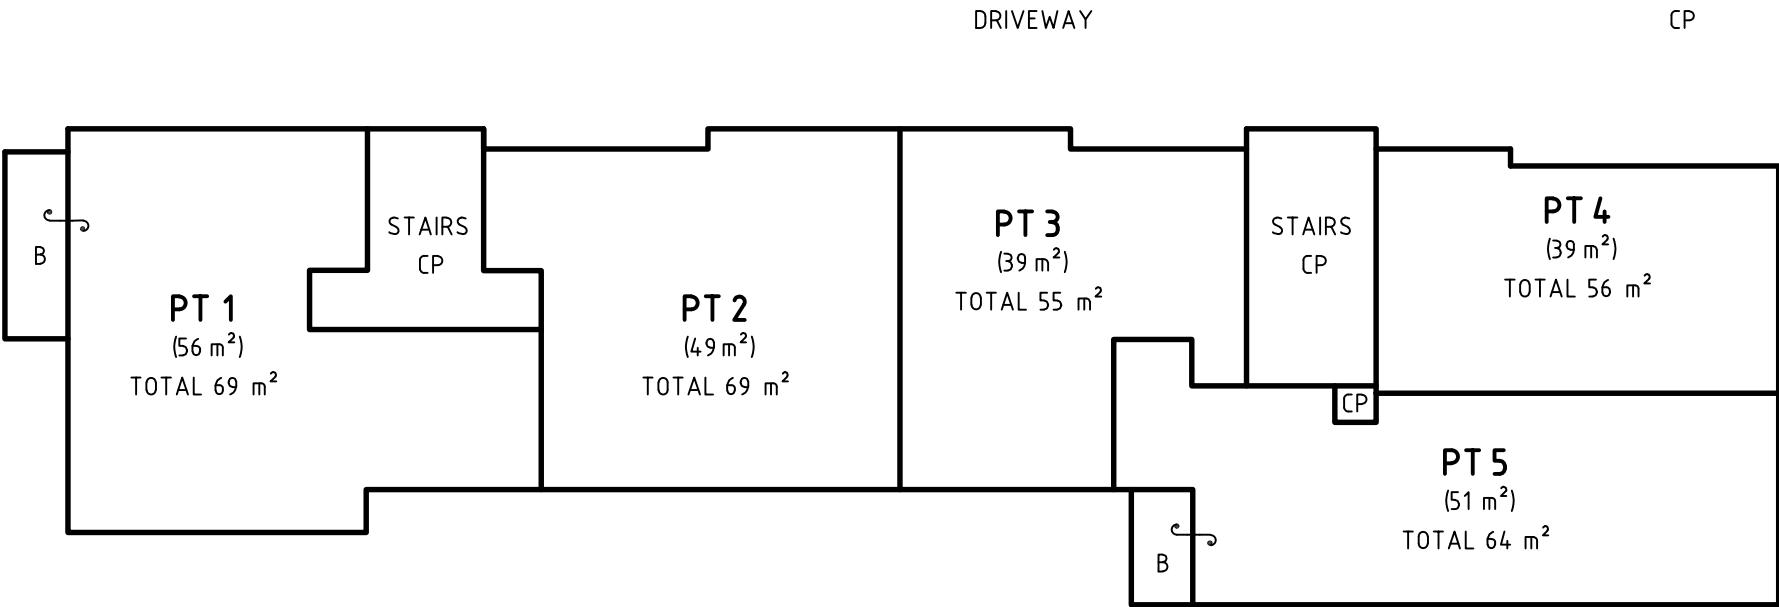 DRIVEWAY
CP
B
PT 1
(56 m²)
TOTAL 69 m²
STAIRS
CP
PT 2
(49 m²)
TOTAL 69 m²
PT 3
(39 m²)
TOTAL 55 m²
STAIRS
CP
PT 4
(39 m²)
TOTAL 56 m²
CP
PT 5
(51 m²)
TOTAL 64 m²
B